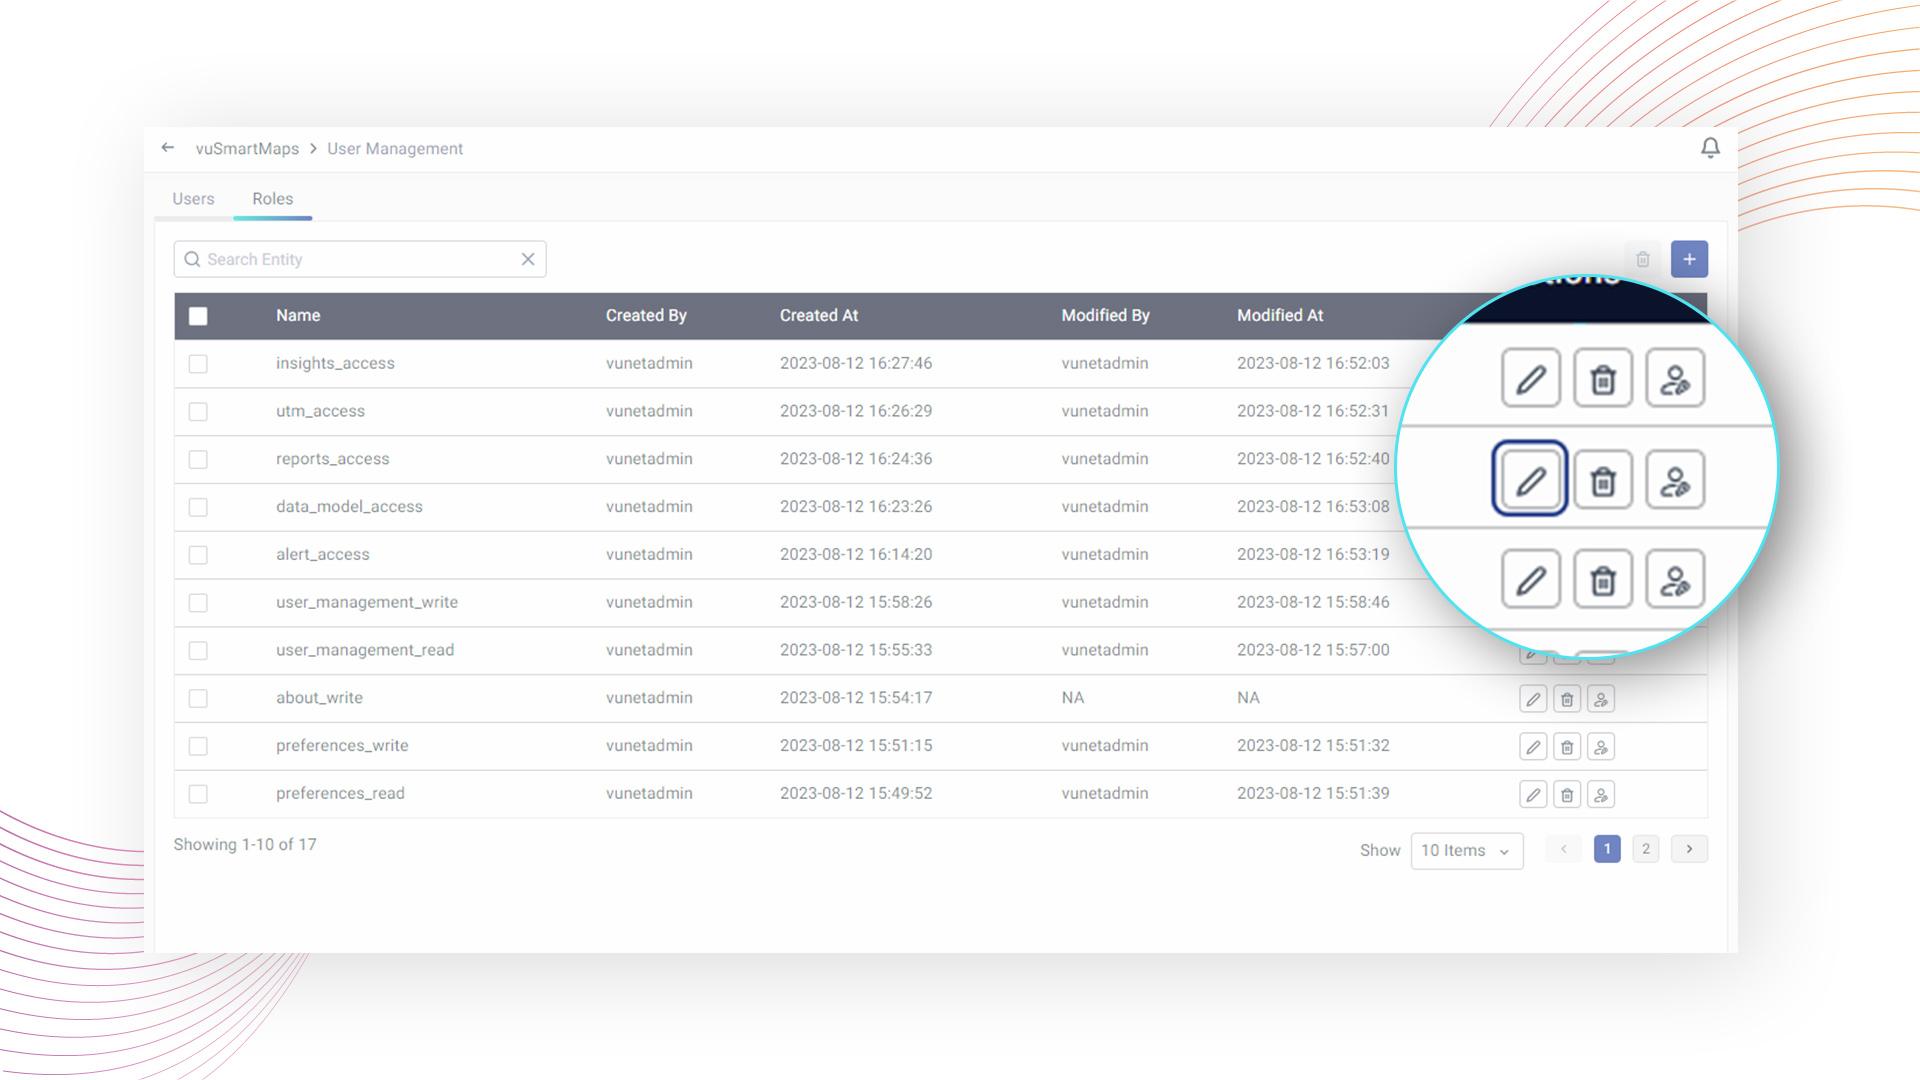 vuSmartMaps > User Management
Users Roles
Search Entity
Name Created By Created At Modified By Modified At
insights_access vunetadmin 2023-08-12 16:27:46 vunetadmin 2023-08-12 16:52:03
utm_access vunetadmin 2023-08-12 16:26:29 vunetadmin 2023-08-12 16:52:31
reports_access vunetadmin 2023-08-12 16:24:36 vunetadmin 2023-08-12 16:52:40
data_model_access vunetadmin 2023-08-12 16:23:26 vunetadmin 2023-08-12 16:53:08
alert_access vunetadmin 2023-08-12 16:14:20 vunetadmin 2023-08-12 16:53:19
user_management_write vunetadmin 2023-08-12 15:58:26 vunetadmin 2023-08-12 15:58:46
user_management_read vunetadmin 2023-08-12 15:55:33 vunetadmin 2023-08-12 15:57:00
about_write vunetadmin 2023-08-12 15:54:17 NA NA
preferences_write vunetadmin 2023-08-12 15:51:15 vunetadmin 2023-08-12 15:51:32
preferences_read vunetadmin 2023-08-12 15:49:52 vunetadmin 2023-08-12 15:51:39
Showing 1-10 of 17 Show 10 Items 1 2